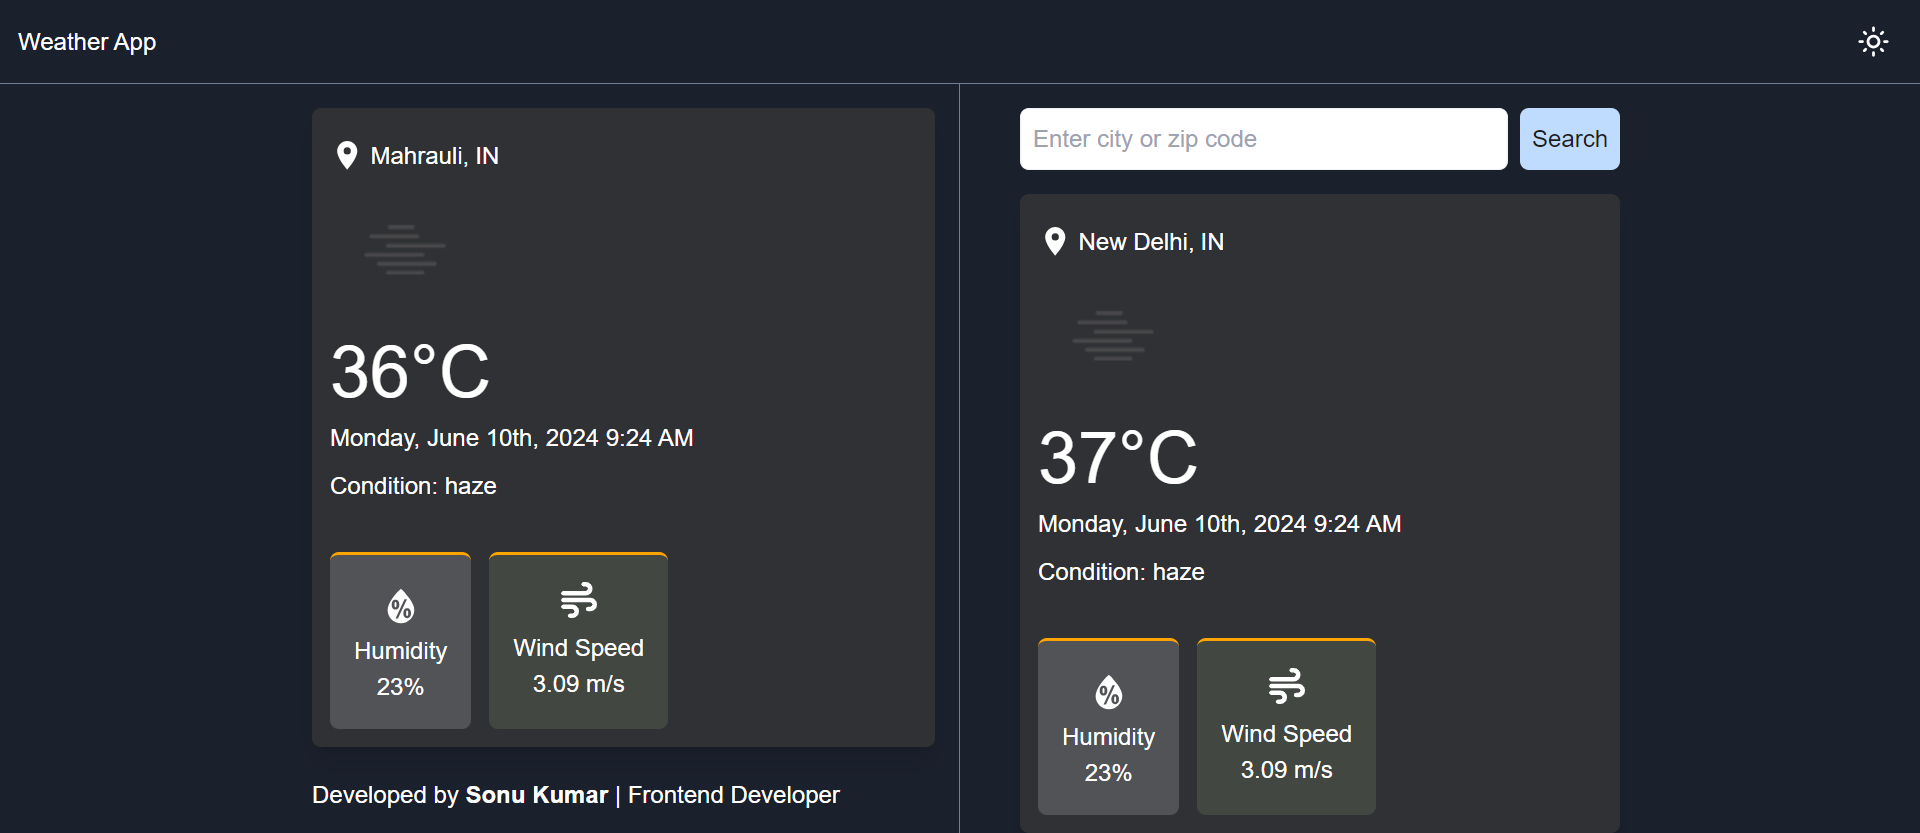 Weather App
Mahrauli, IN
36°C
Monday, June 10th, 2024 9:24 AM
Condition: haze
%
Humidity
23%
Wind Speed
3.09 m/s
Developed by Sonu Kumar | Frontend Developer
Enter city or zip code
Search
New Delhi, IN
37°C
Monday, June 10th, 2024 9:24 AM
Condition: haze
%
Humidity
23%
Wind Speed
3.09 m/s